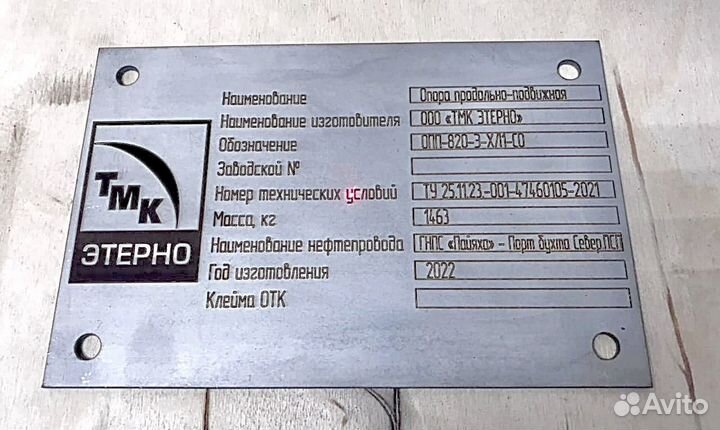 Наименование Опора продольно-подвижная
Наименование изготовителя ООО «ТМК ЭТЕРНО»
Обозначение ОПП-820-3-ХЛ1-СО
Заводской №
Номер технических условий ТУ 25.11.23.-001-47460105-2021
Масса, кг 1463
Наименование нефтепровода ГНПС «Пайяха» - Порт бухта Север.ПСП
Год изготовления 2022
Клейма ОТК
ТМК
ЭТЕРНО
Avito